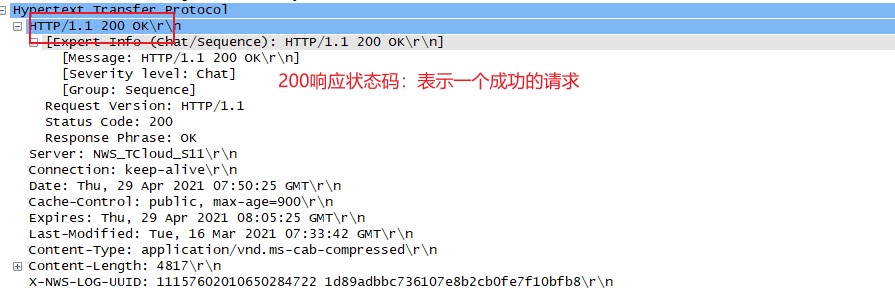 Hypertext Transfer Protocol
HTTP/1.1 200 OK\r\n
[Expert Info (Chat/Sequence): HTTP/1.1 200 OK\r\n]
[Message: HTTP/1.1 200 OK\r\n]
[Severity level: Chat]
200响应状态码：表示一个成功的请求
[Group: Sequence]
Request Version: HTTP/1.1
Status Code: 200
Response Phrase: OK
Server: NWS_TCloud_S11\r\n
Connection: keep-alive\r\n
Date: Thu, 29 Apr 2021 07:50:25 GMT\r\n
Cache-Control: public, max-age=900\r\n
Expires: Thu, 29 Apr 2021 08:05:25 GMT\r\n
Last-Modified: Tue, 16 Mar 2021 07:33:42 GMT\r\n
Content-Type: application/vnd.ms-cab-compressed\r\n
Content-Length: 4817\r\n
X-NWS-LOG-UUID: 11157602010650284722 1d89adbbc736107e8b2cb0fe7f10bfb8\r\n